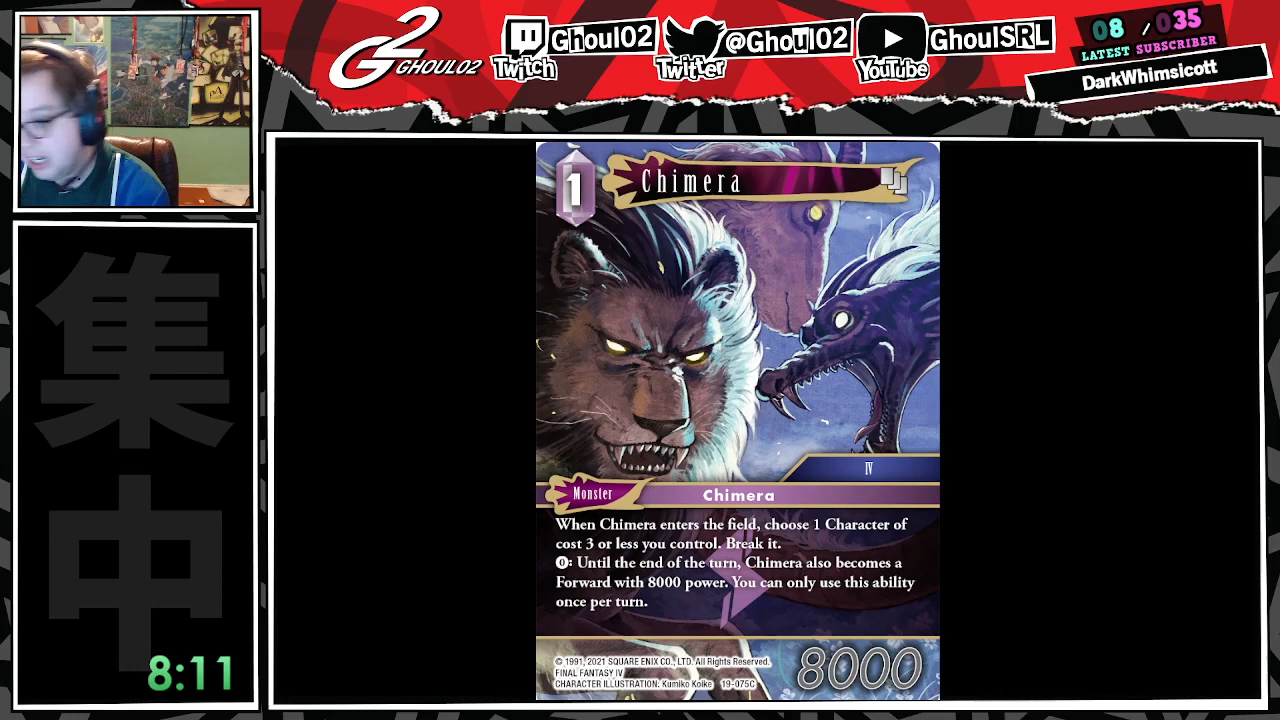 G2
GHOUL02
Ghoul02
Twitch
@Ghoul02
Twitter
GhoulSRL
YouTube
08 / 035
LATEST SUBSCRIBER
DarkWhimsicott
集
中
8:11
1
Chimera
IV
Monster
Chimera
When Chimera enters the field, choose 1 Character of
cost 3 or less you control. Break it.
0: Until the end of the turn, Chimera also becomes a
Forward with 8000 power. You can only use this ability
once per turn.
© 1991, 2021 SQUARE ENIX CO., LTD. All Rights Reserved.
FINAL FANTASY IV
CHARACTER ILLUSTRATION: Kumiko Koike 19-075C
8000